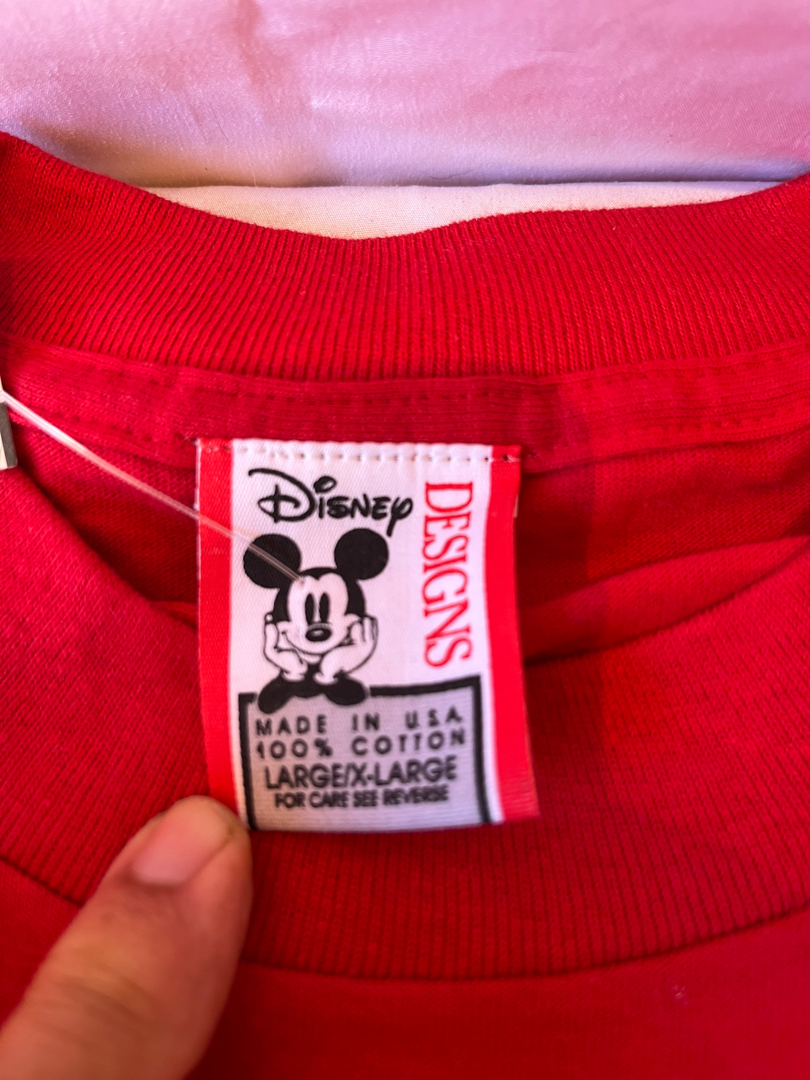 Disney
DESIGNS
MADE IN U.S.A.
100% COTTON
LARGE/X-LARGE
FOR CARE SEE REVERSE